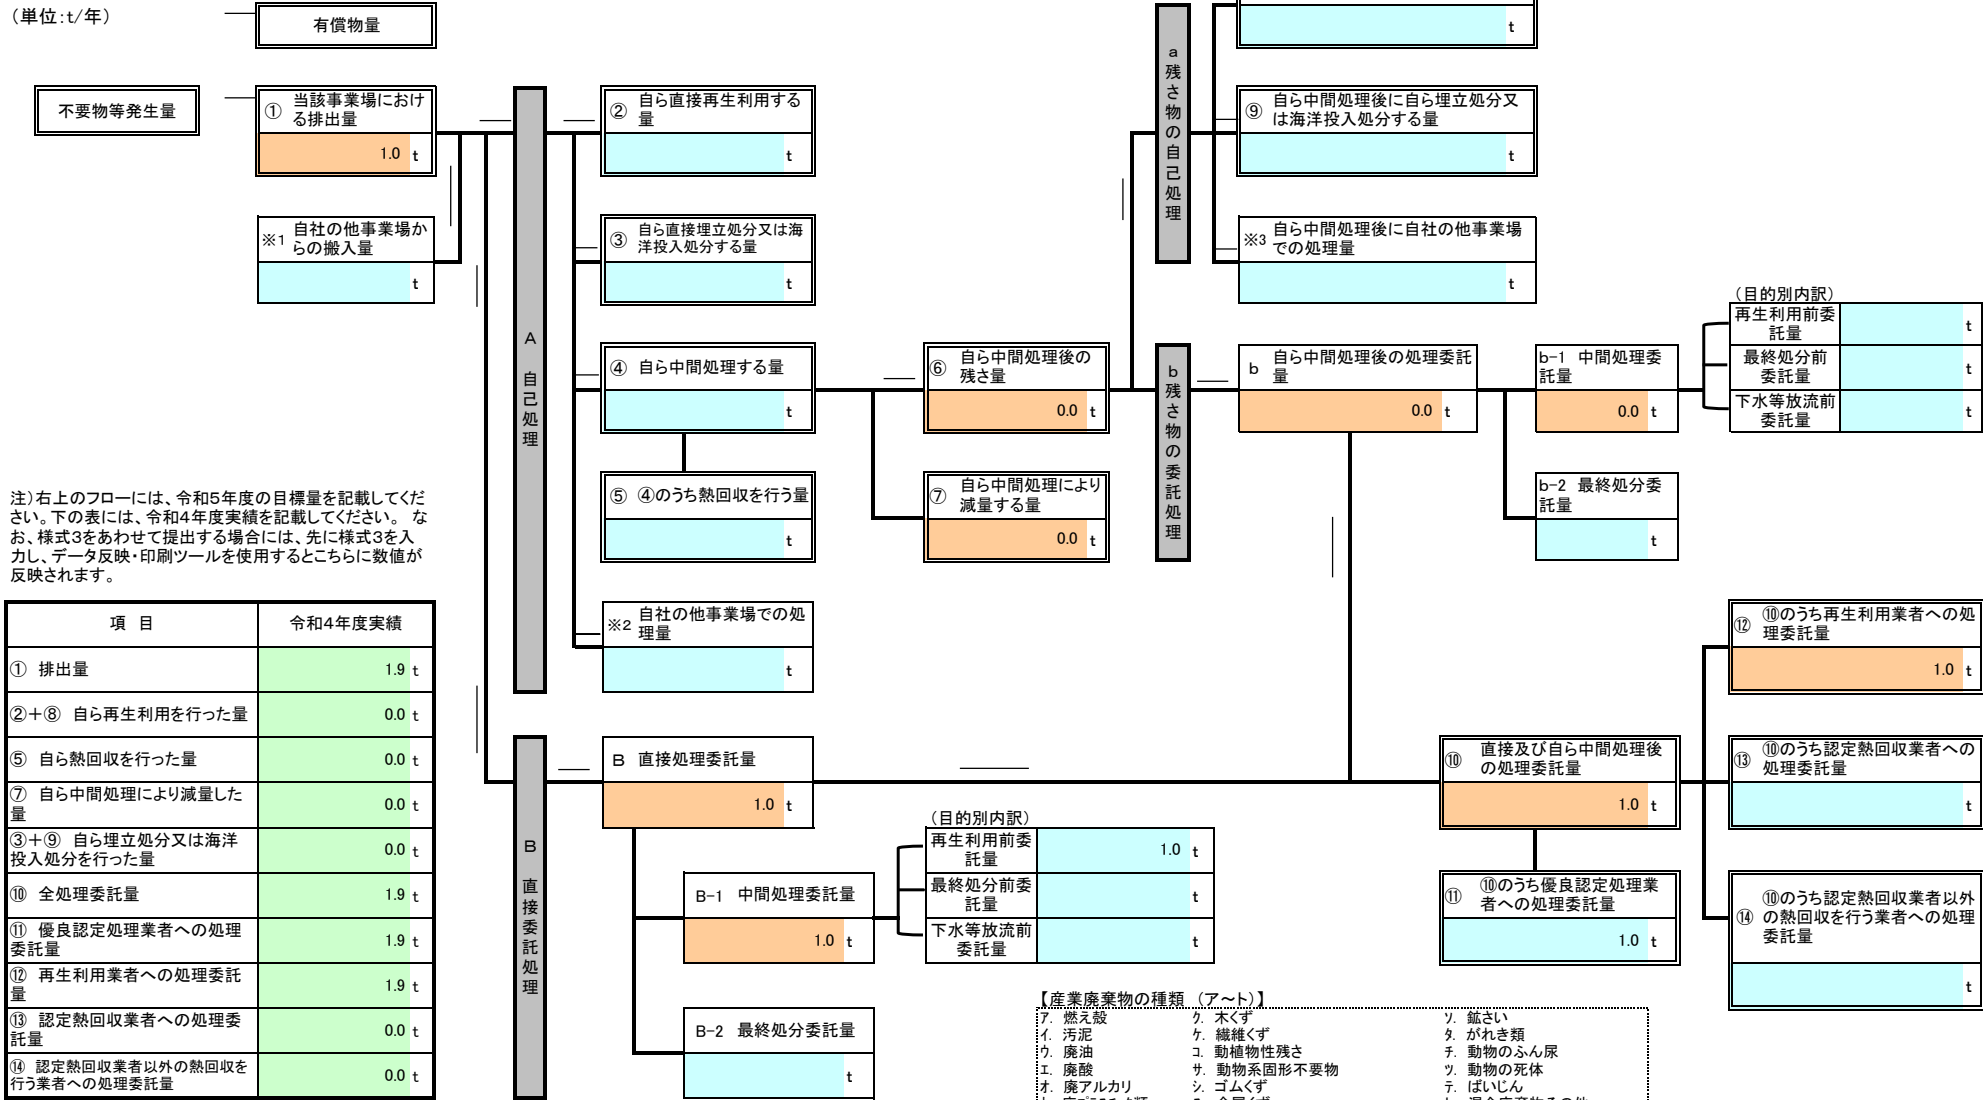 （単位：t/年）
有償物量
t
不要物等発生量
① 当該事業場におけ
る排出量
1.0 t
※1 自社の他事業場か
らの搬入量
t
A 自己処理
② 自ら直接再生利用する
量
t
③ 自ら直接埋立処分又は海
洋投入処分する量
t
④ 自ら中間処理する量
t
⑤ ④のうち熱回収を行う量
t
※2 自社の他事業場での処
理量
t
⑥ 自ら中間処理後の
残さ量
0.0 t
⑦ 自ら中間処理により
減量する量
0.0 t
a 残さ物の自己処理
⑨ 自ら中間処理後に自ら埋立処分又
は海洋投入処分する量
t
※3 自ら中間処理後に自社の他事業場
での処理量
t
b 残さ物の委託処理
b 自ら中間処理後の処理委託
量
0.0 t
b-1 中間処理委
託量
0.0 t
b-2 最終処分委
託量
t
（目的別内訳）
再生利用前委
託量
t
最終処分前
委託量
t
下水等放流前
委託量
t
注）右上のフローには、令和5年度の目標量を記載してくだ
さい。下の表には、令和4年度実績を記載してください。 な
お、様式3をあわせて提出する場合には、先に様式3を入
力し、データ反映・印刷ツールを使用するとこちらに数値が
反映されます。
項 目 令和4年度実績
① 排出量 1.9 t
②＋⑧ 自ら再生利用を行った量 0.0 t
⑤ 自ら熱回収を行った量 0.0 t
⑦ 自ら中間処理により減量した
量 0.0 t
③＋⑨ 自ら埋立処分又は海洋
投入処分を行った量 0.0 t
⑩ 全処理委託量 1.9 t
⑪ 優良認定処理業者への処理
委託量 1.9 t
⑫ 再生利用業者への処理委託
量 1.9 t
⑬ 認定熱回収業者への処理委
託量 0.0 t
⑭ 認定熱回収業者以外の熱回収を
行う業者への処理委託量 0.0 t
B 直接委託処理
B 直接処理委託量
1.0 t
B-1 中間処理委託量
1.0 t
B-2 最終処分委託量
t
（目的別内訳）
再生利用前委
託量
1.0 t
最終処分前委
託量
t
下水等放流前
委託量
t
⑩ 直接及び自ら中間処理後
の処理委託量
1.0 t
⑪ ⑩のうち優良認定処理業
者への処理委託量
1.0 t
⑫ ⑩のうち再生利用業者への処
理委託量
1.0 t
⑬ ⑩のうち認定熱回収業者への
処理委託量
t
⑭ ⑩のうち認定熱回収業者以外
の熱回収を行う業者への処理
委託量
t
【産業廃棄物の種類 （ア～ト）】
ア. 燃え殻 ク. 木くず ソ. 鉱さい
イ. 汚泥 ケ. 繊維くず タ. がれき類
ウ. 廃油 コ. 動植物性残さ チ. 動物のふん尿
エ. 廃酸 サ. 動物系固形不要物 ツ. 動物の死体
オ. 廃アルカリ シ. ゴムくず テ. ばいじん